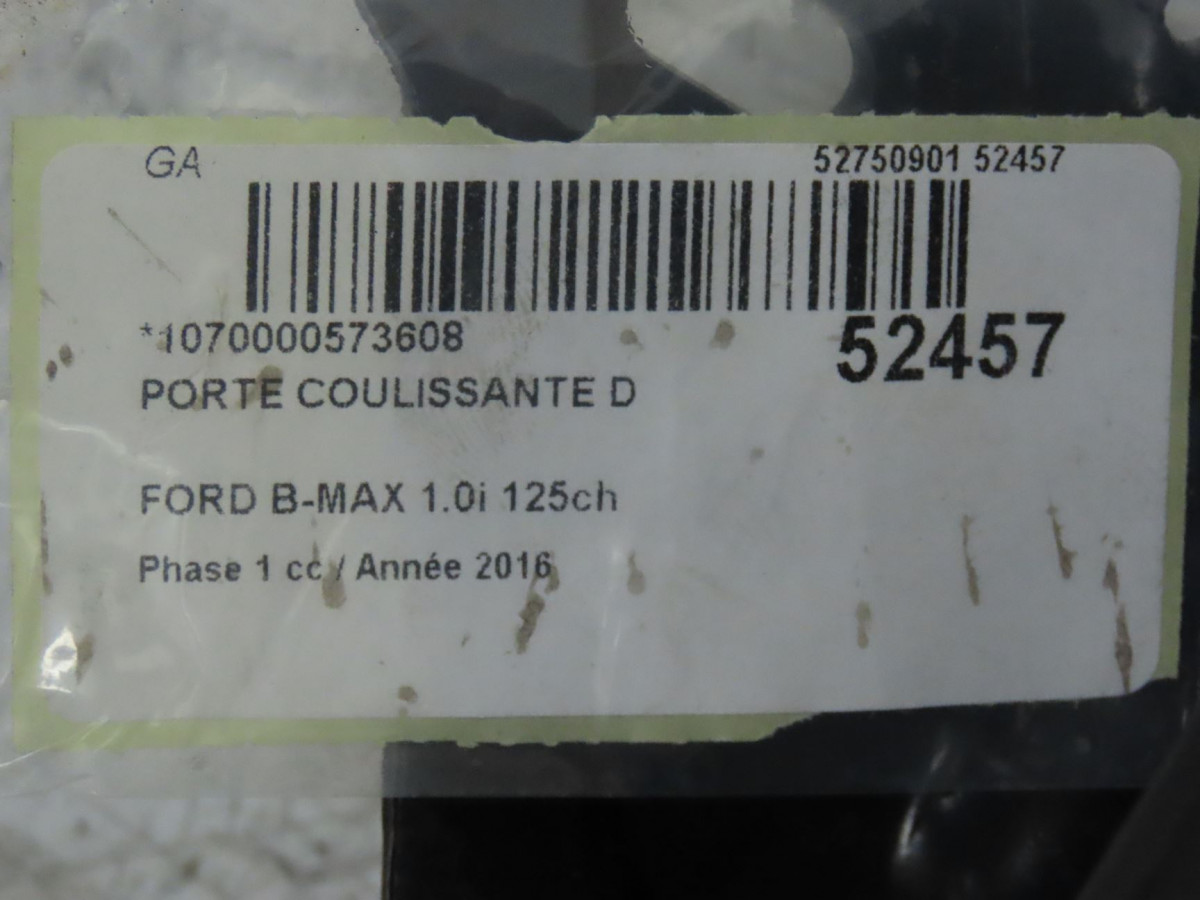 GA 52750901 52457
*1070000573608 52457
PORTE COULISSANTE D
FORD B-MAX 1.0i 125ch
Phase 1 cc / Année 2016